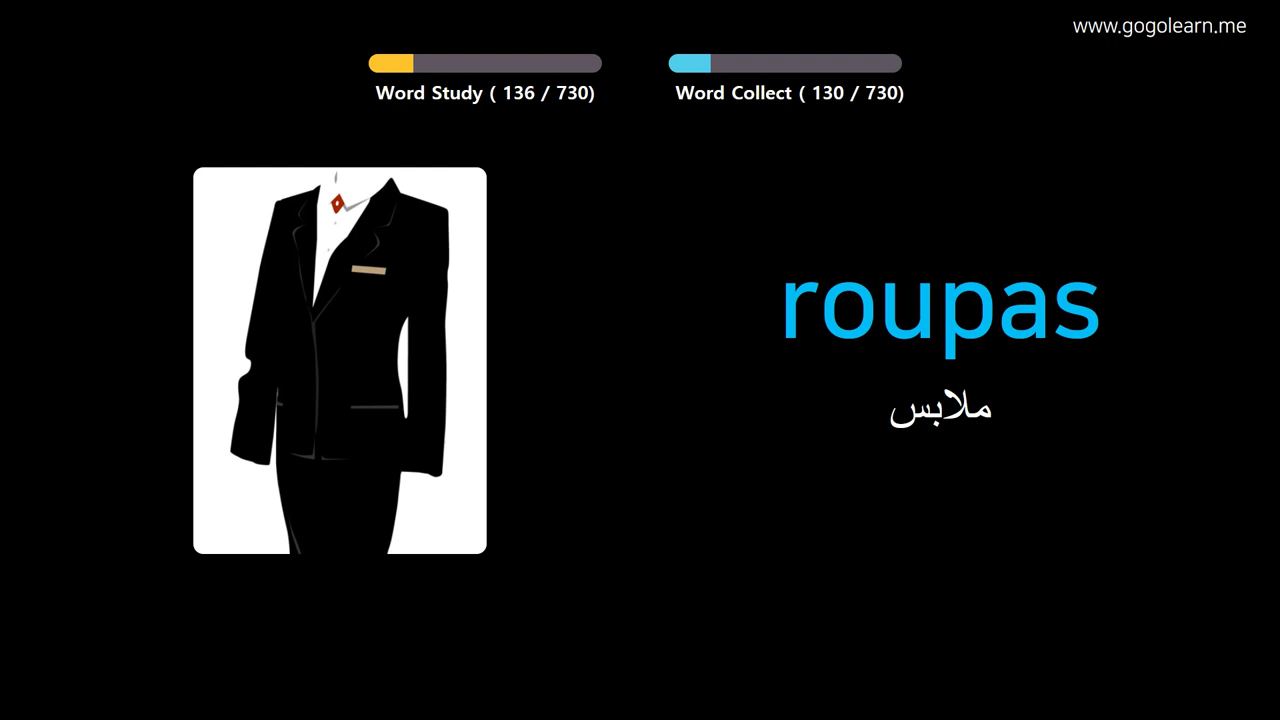 www.gogolearn.me
Word Study ( 136 / 730)
Word Collect ( 130 / 730)
roupas
ملابس